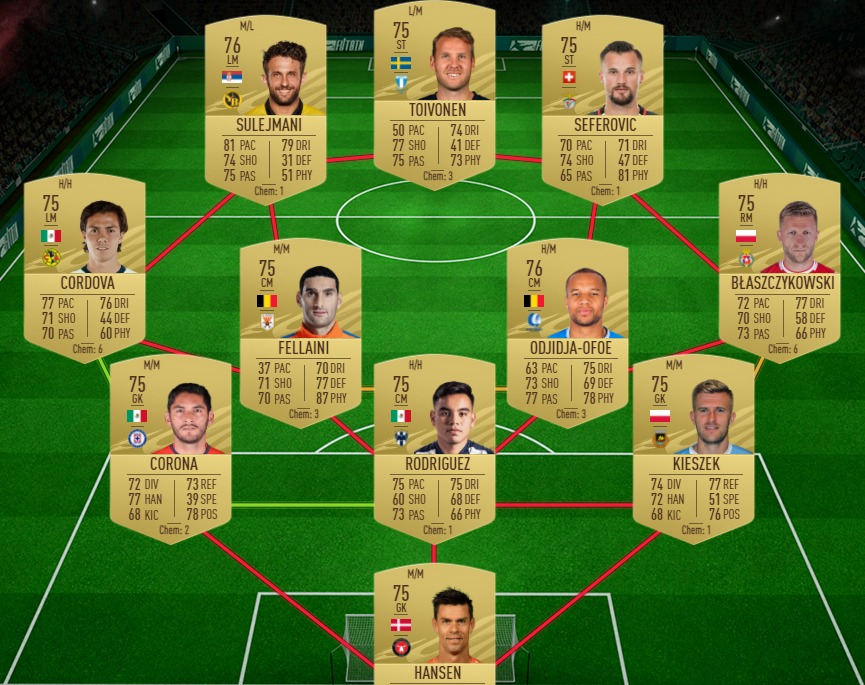 M/L
76
LM
SULEJMANI
81 PAC 79 DRI
74 SHO 31 DEF
75 PAS 51 PHY
Chem: 1
L/M
75
ST
TOIVONEN
50 PAC 74 DRI
77 SHO 41 DEF
75 PAS 73 PHY
Chem: 3
H/M
75
ST
SEFEROVIC
70 PAC 71 DRI
74 SHO 47 DEF
65 PAS 81 PHY
Chem: 1
H/H
75
LM
CORDOVA
77 PAC 76 DRI
71 SHO 44 DEF
70 PAS 60 PHY
Chem: 6
M/M
75
CM
FELLAINI
37 PAC 70 DRI
71 SHO 77 DEF
70 PAS 87 PHY
Chem: 3
H/M
76
CM
ODJIDJA-OFOE
63 PAC 75 DRI
73 SHO 69 DEF
77 PAS 78 PHY
Chem: 3
H/H
75
RM
BŁASZCZYKOWSKI
72 PAC 77 DRI
70 SHO 58 DEF
73 PAS 66 PHY
Chem: 6
M/M
75
GK
CORONA
72 DIV 73 REF
77 HAN 39 SPE
68 KIC 78 POS
Chem: 2
H/H
75
CM
RODRIGUEZ
75 PAC 75 DRI
60 SHO 68 DEF
73 PAS 66 PHY
Chem: 1
M/M
75
GK
KIESZEK
74 DIV 77 REF
72 HAN 51 SPE
68 KIC 76 POS
Chem: 1
M/M
75
GK
HANSEN